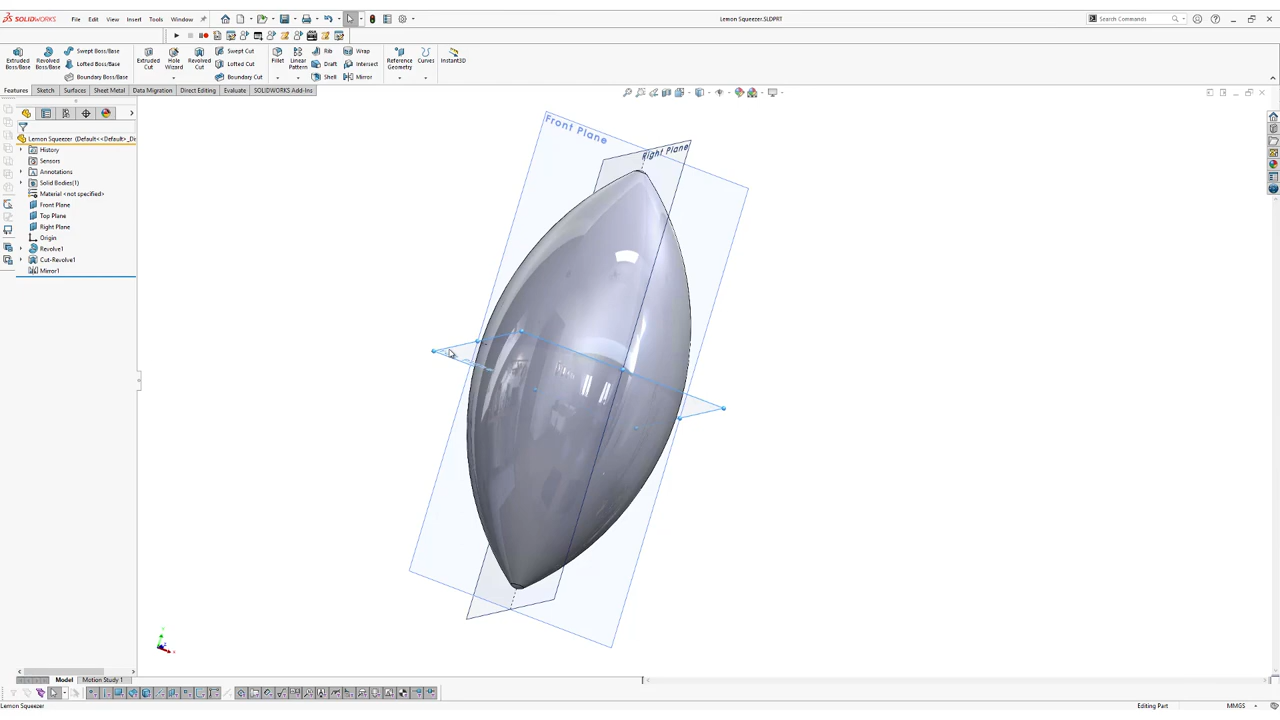 SOLIDWORKS File Edit View Insert Tools Window Lemon Squeezer.SLDPRT Search Commands
Extruded Boss/Base Revolved Boss/Base Swept Boss/Base Lofted Boss/Base Boundary Boss/Base Extruded Cut Hole Wizard Revolved Cut Swept Cut Lofted Cut Boundary Cut Fillet Linear Pattern Rib Draft Shell Wrap Intersect Mirror Reference Geometry Curves Instant3D
Features Sketch Surfaces Sheet Metal Data Migration Direct Editing Evaluate SOLIDWORKS Add-Ins
Lemon Squeezer (Default<<Default>_De
History
Sensors
Annotations
Solid Bodies(1)
Material <not specified>
Front Plane
Top Plane
Right Plane
Origin
Revolve1
Cut-Revolve1
Mirror1
Front Plane
Right Plane
Model Motion Study 1
Lemon Squeezer Editing Part MMGS